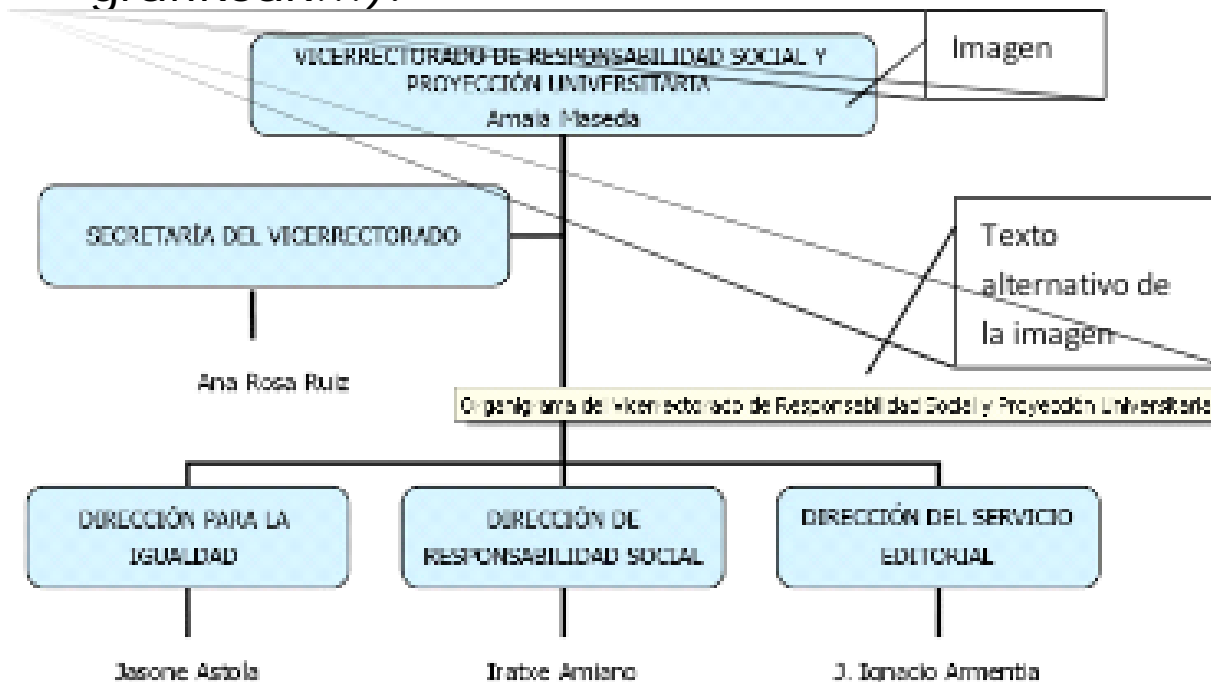 Imagen
VICERRECTORADO DE RESPONSABILIDAD SOCIAL Y
PROYECCIÓN UNIVERSITARIA
Amaia Maseda
SECRETARÍA DEL VICERRECTORADO
Texto
alternativo de
la imagen
Ana Rosa Ruiz
Organigrama del Vicerrectorado de Responsabilidad Social y Proyección Universitaria
DIRECCIÓN PARA LA
IGUALDAD
DIRECCIÓN DE
RESPONSABILIDAD SOCIAL
DIRECCIÓN DEL SERVICIO
EDITORIAL
Jasone Astola
Iratxe Amiano
J. Ignacio Armentia